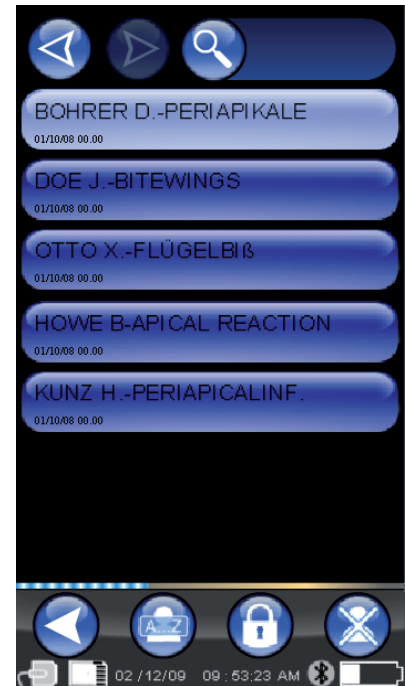 BOHRER D.-PERIAPIKALE
01/10/08 00.00
DOE J.-BITEWINGS
01/10/08 00.00
OTTO X.-FLÜGELBIß
01/10/08 00.00
HOWE B-APICAL REACTION
01/10/08 00.00
KUNZ H.-PERIAPICALINF.
01/10/08 00.00
A...Z
02 /12/09 09 : 53:23 AM